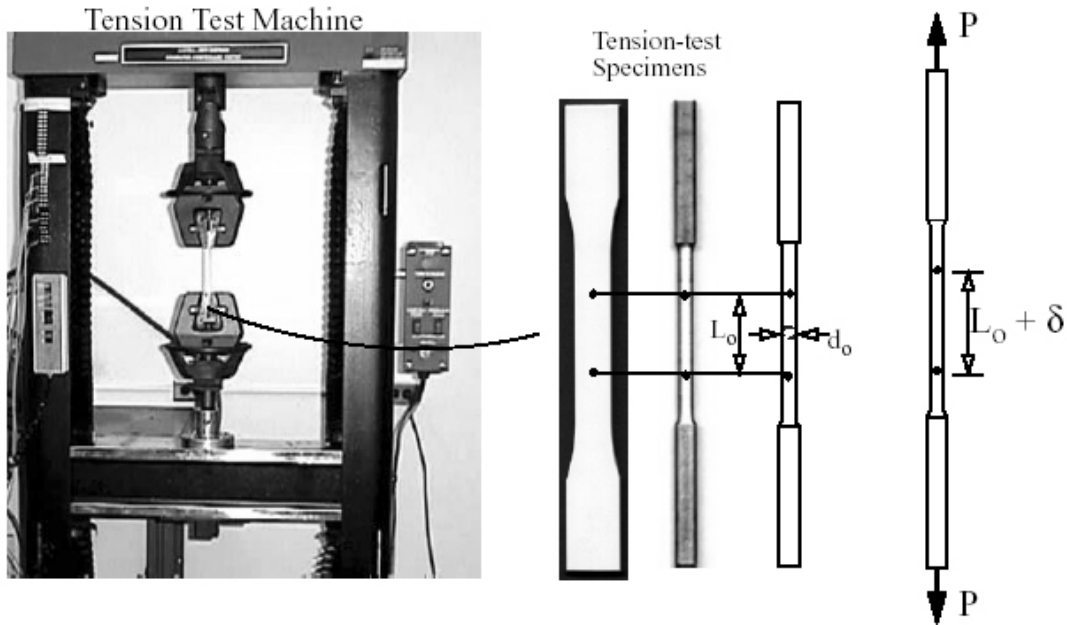 Tension Test Machine
Tension-test
Specimens
P
Lo
do
Lo + δ
P